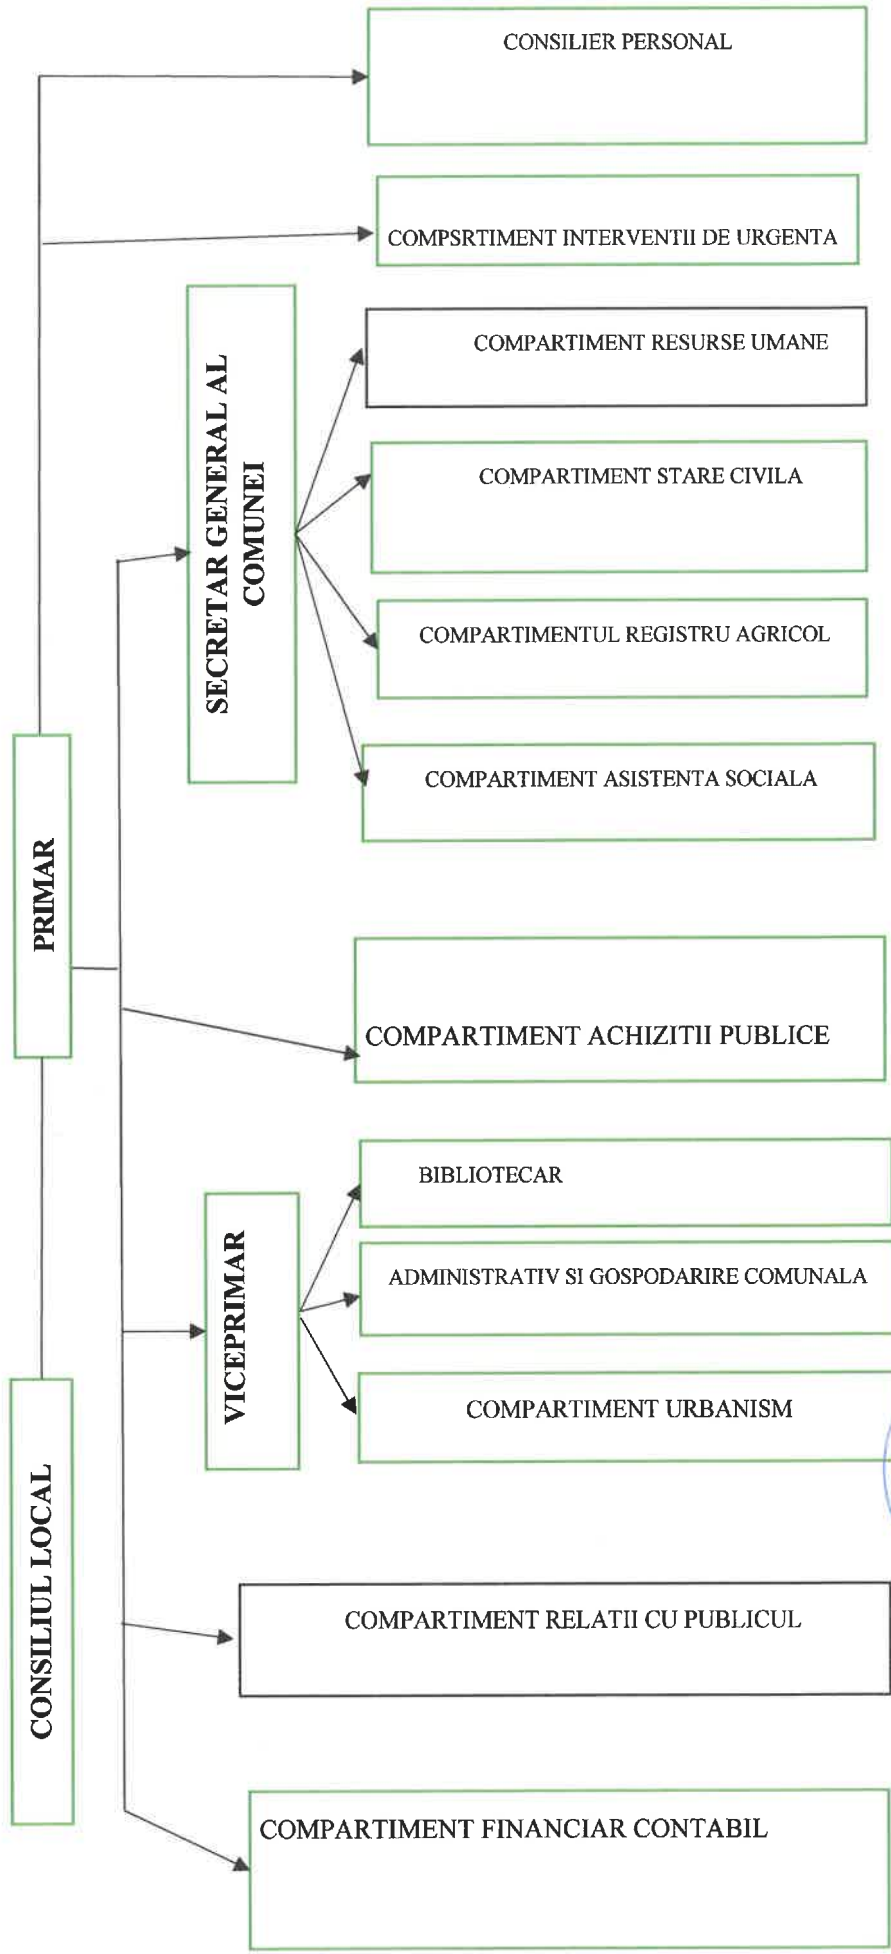 CONSILIER PERSONAL
COMPSRTIMENT INTERVENTII DE URGENTA
SECRETAR GENERAL AL
COMUNEI
COMPARTIMENT RESURSE UMANE
COMPARTIMENT STARE CIVILA
COMPARTIMENTUL REGISTRU AGRICOL
COMPARTIMENT ASISTENTA SOCIALA
PRIMAR
COMPARTIMENT ACHIZITII PUBLICE
VICEPRIMAR
BIBLIOTECAR
ADMINISTRATIV SI GOSPODARIRE COMUNALA
COMPARTIMENT URBANISM
CONSILIUL LOCAL
COMPARTIMENT RELATII CU PUBLICUL
COMPARTIMENT FINANCIAR CONTABIL